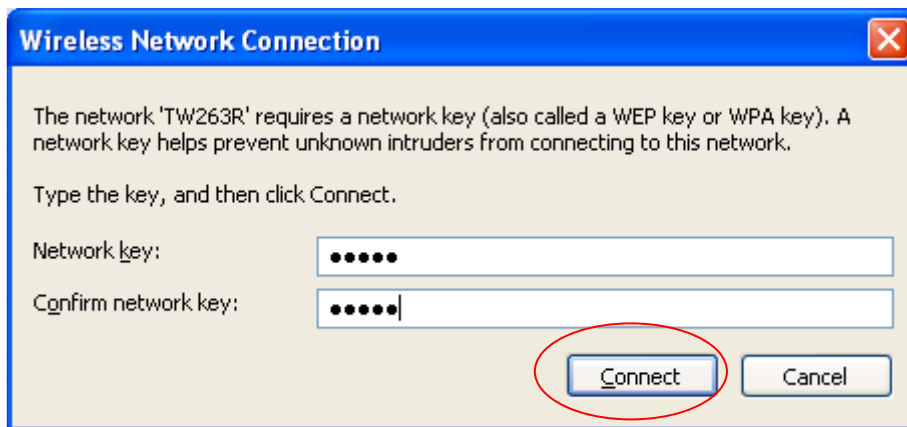 Wireless Network Connection
The network 'TW263R' requires a network key (also called a WEP key or WPA key). A
network key helps prevent unknown intruders from connecting to this network.
Type the key, and then click Connect.
Network key: •••••
Confirm network key: •••••
Connect Cancel